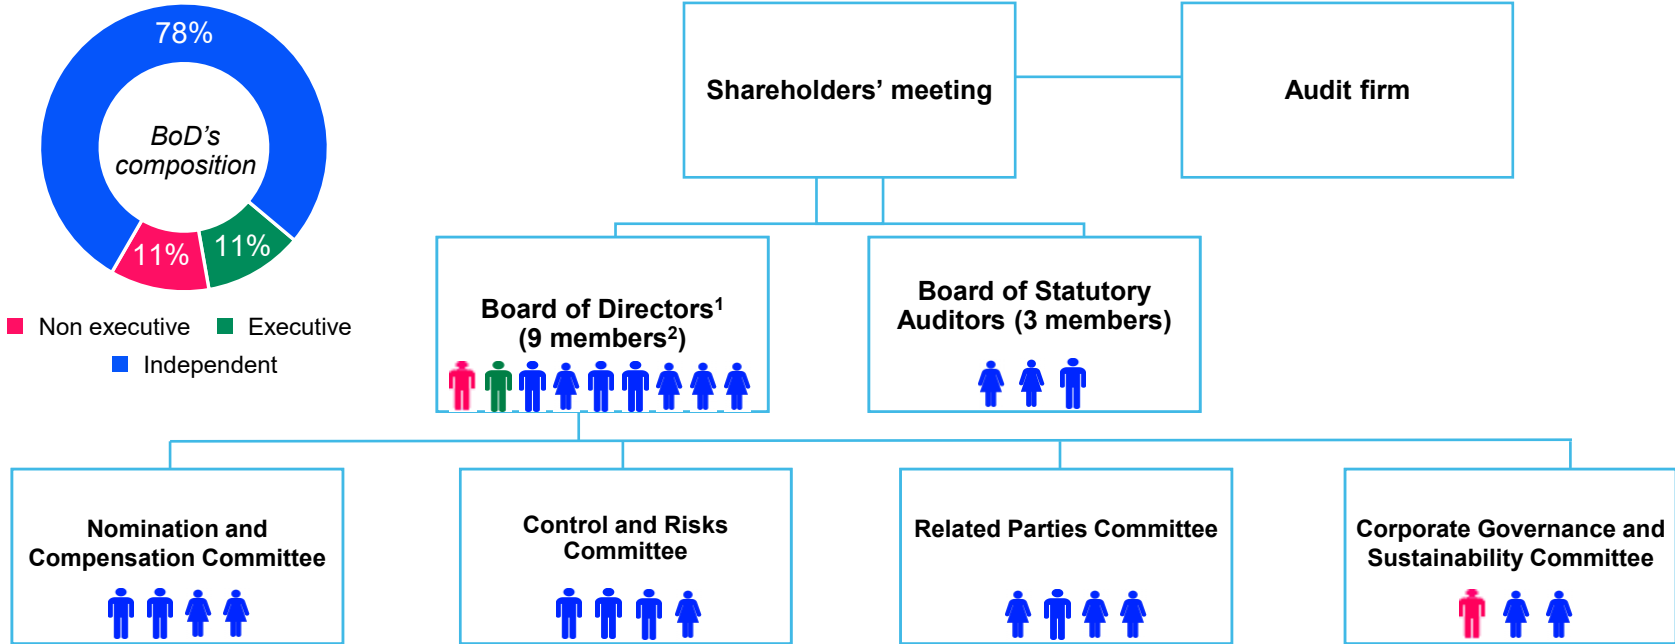 78%
BoD's
composition
11%
11%
Non executive
Executive
Independent
Shareholders’ meeting
Audit firm
Board of Directors¹
(9 members²)
Board of Statutory
Auditors (3 members)
Nomination and
Compensation Committee
Control and Risks
Committee
Related Parties Committee
Corporate Governance and
Sustainability Committee